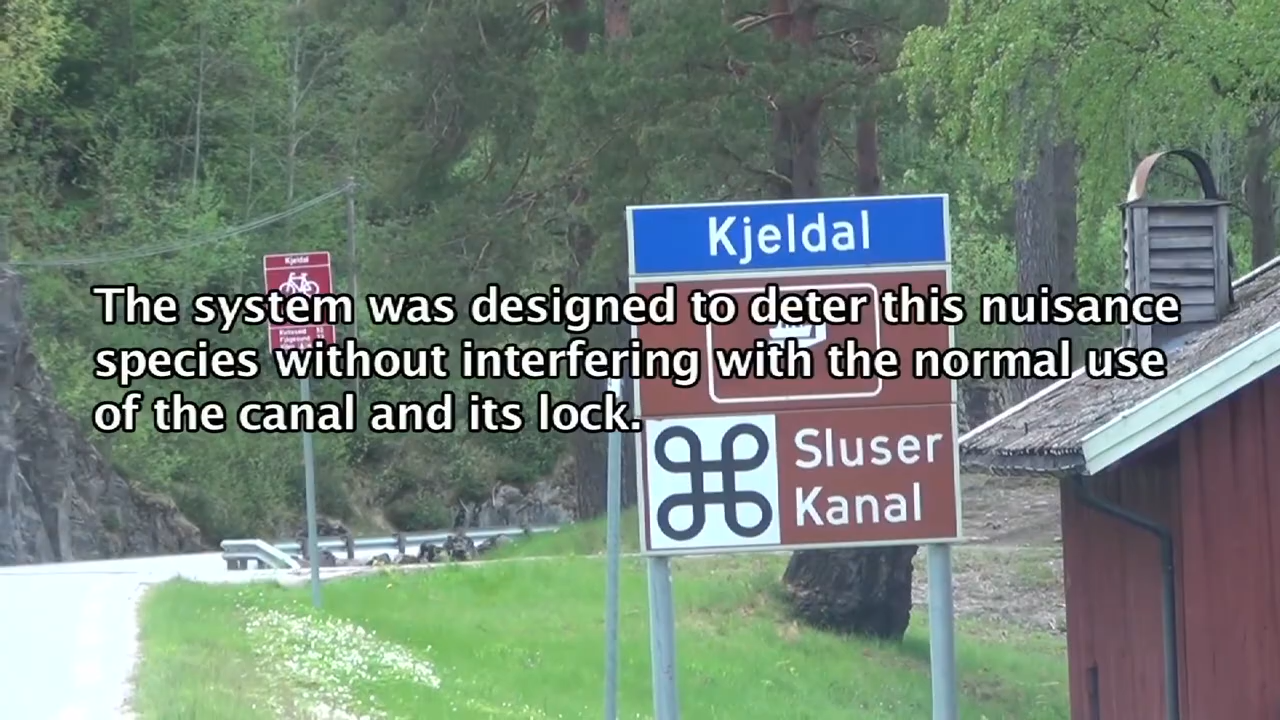 Kjeldal
Kjeldal
The system was designed to deter this nuisance
species without interfering with the normal use
of the canal and its lock.
Sluser
Kanal